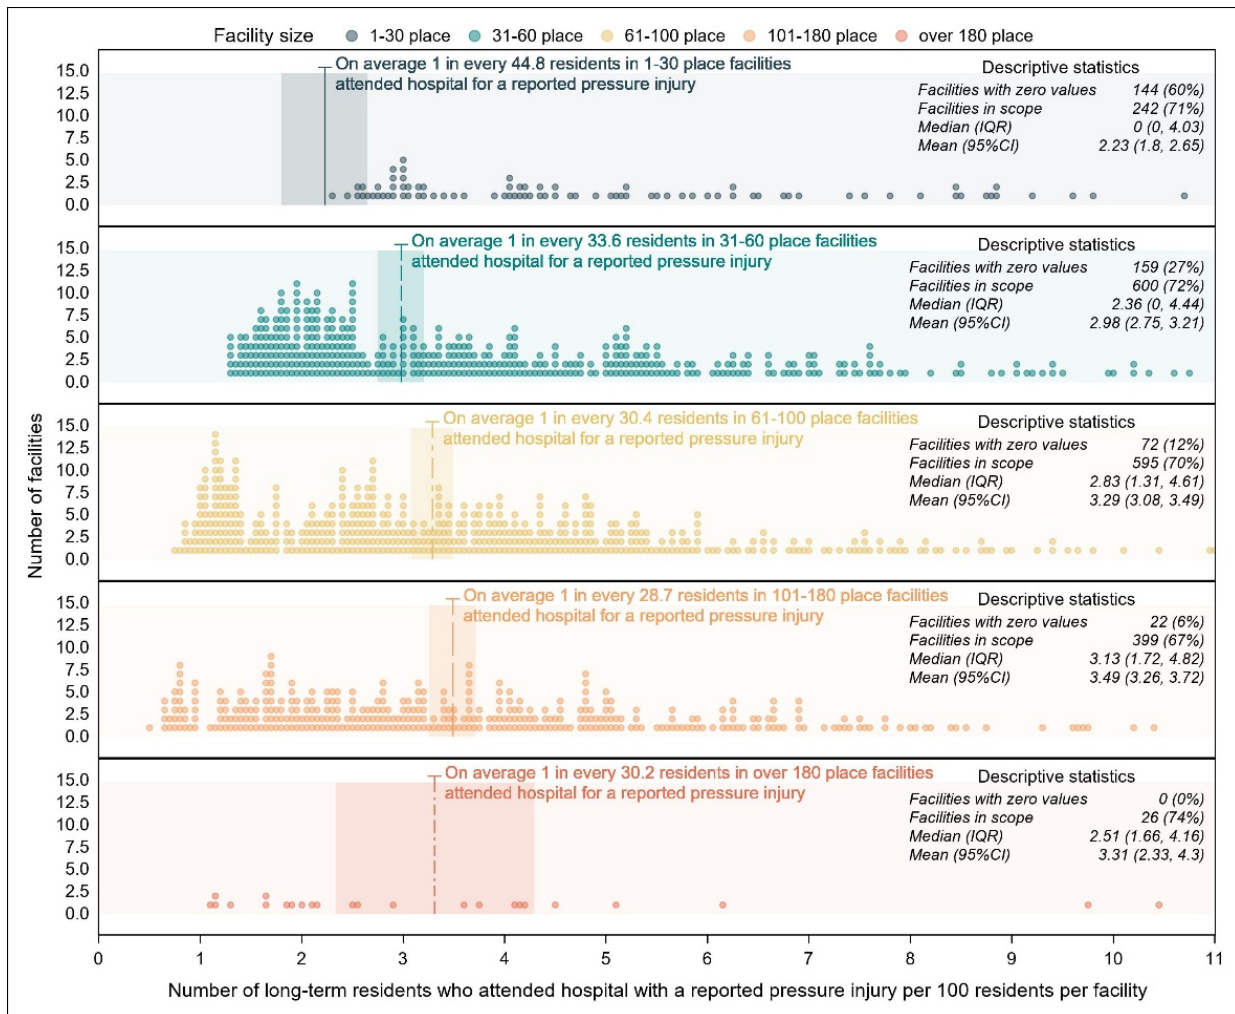 Facility size 1-30 place 31-60 place 61-100 place 101-180 place over 180 place
On average 1 in every 44.8 residents in 1-30 place facilities
attended hospital for a reported pressure injury
Descriptive statistics
Facilities with zero values 144 (60%)
Facilities in scope 242 (71%)
Median (IQR) 0 (0, 4.03)
Mean (95%CI) 2.23 (1.8, 2.65)
15.0
12.5
10.0
7.5
5.0
2.5
0.0
On average 1 in every 33.6 residents in 31-60 place facilities
attended hospital for a reported pressure injury
Descriptive statistics
Facilities with zero values 159 (27%)
Facilities in scope 600 (72%)
Median (IQR) 2.36 (0, 4.44)
Mean (95%CI) 2.98 (2.75, 3.21)
15.0
12.5
10.0
7.5
5.0
2.5
0.0
Number of facilities
On average 1 in every 30.4 residents in 61-100 place facilities
attended hospital for a reported pressure injury
Descriptive statistics
Facilities with zero values 72 (12%)
Facilities in scope 595 (70%)
Median (IQR) 2.83 (1.31, 4.61)
Mean (95%CI) 3.29 (3.08, 3.49)
15.0
12.5
10.0
7.5
5.0
2.5
0.0
On average 1 in every 28.7 residents in 101-180 place facilities
attended hospital for a reported pressure injury
Descriptive statistics
Facilities with zero values 22 (6%)
Facilities in scope 399 (67%)
Median (IQR) 3.13 (1.72, 4.82)
Mean (95%CI) 3.49 (3.26, 3.72)
15.0
12.5
10.0
7.5
5.0
2.5
0.0
On average 1 in every 30.2 residents in over 180 place facilities
attended hospital for a reported pressure injury
Descriptive statistics
Facilities with zero values 0 (0%)
Facilities in scope 26 (74%)
Median (IQR) 2.51 (1.66, 4.16)
Mean (95%CI) 3.31 (2.33, 4.3)
15.0
12.5
10.0
7.5
5.0
2.5
0.0
0 1 2 3 4 5 6 7 8 9 10 11
Number of long-term residents who attended hospital with a reported pressure injury per 100 residents per facility